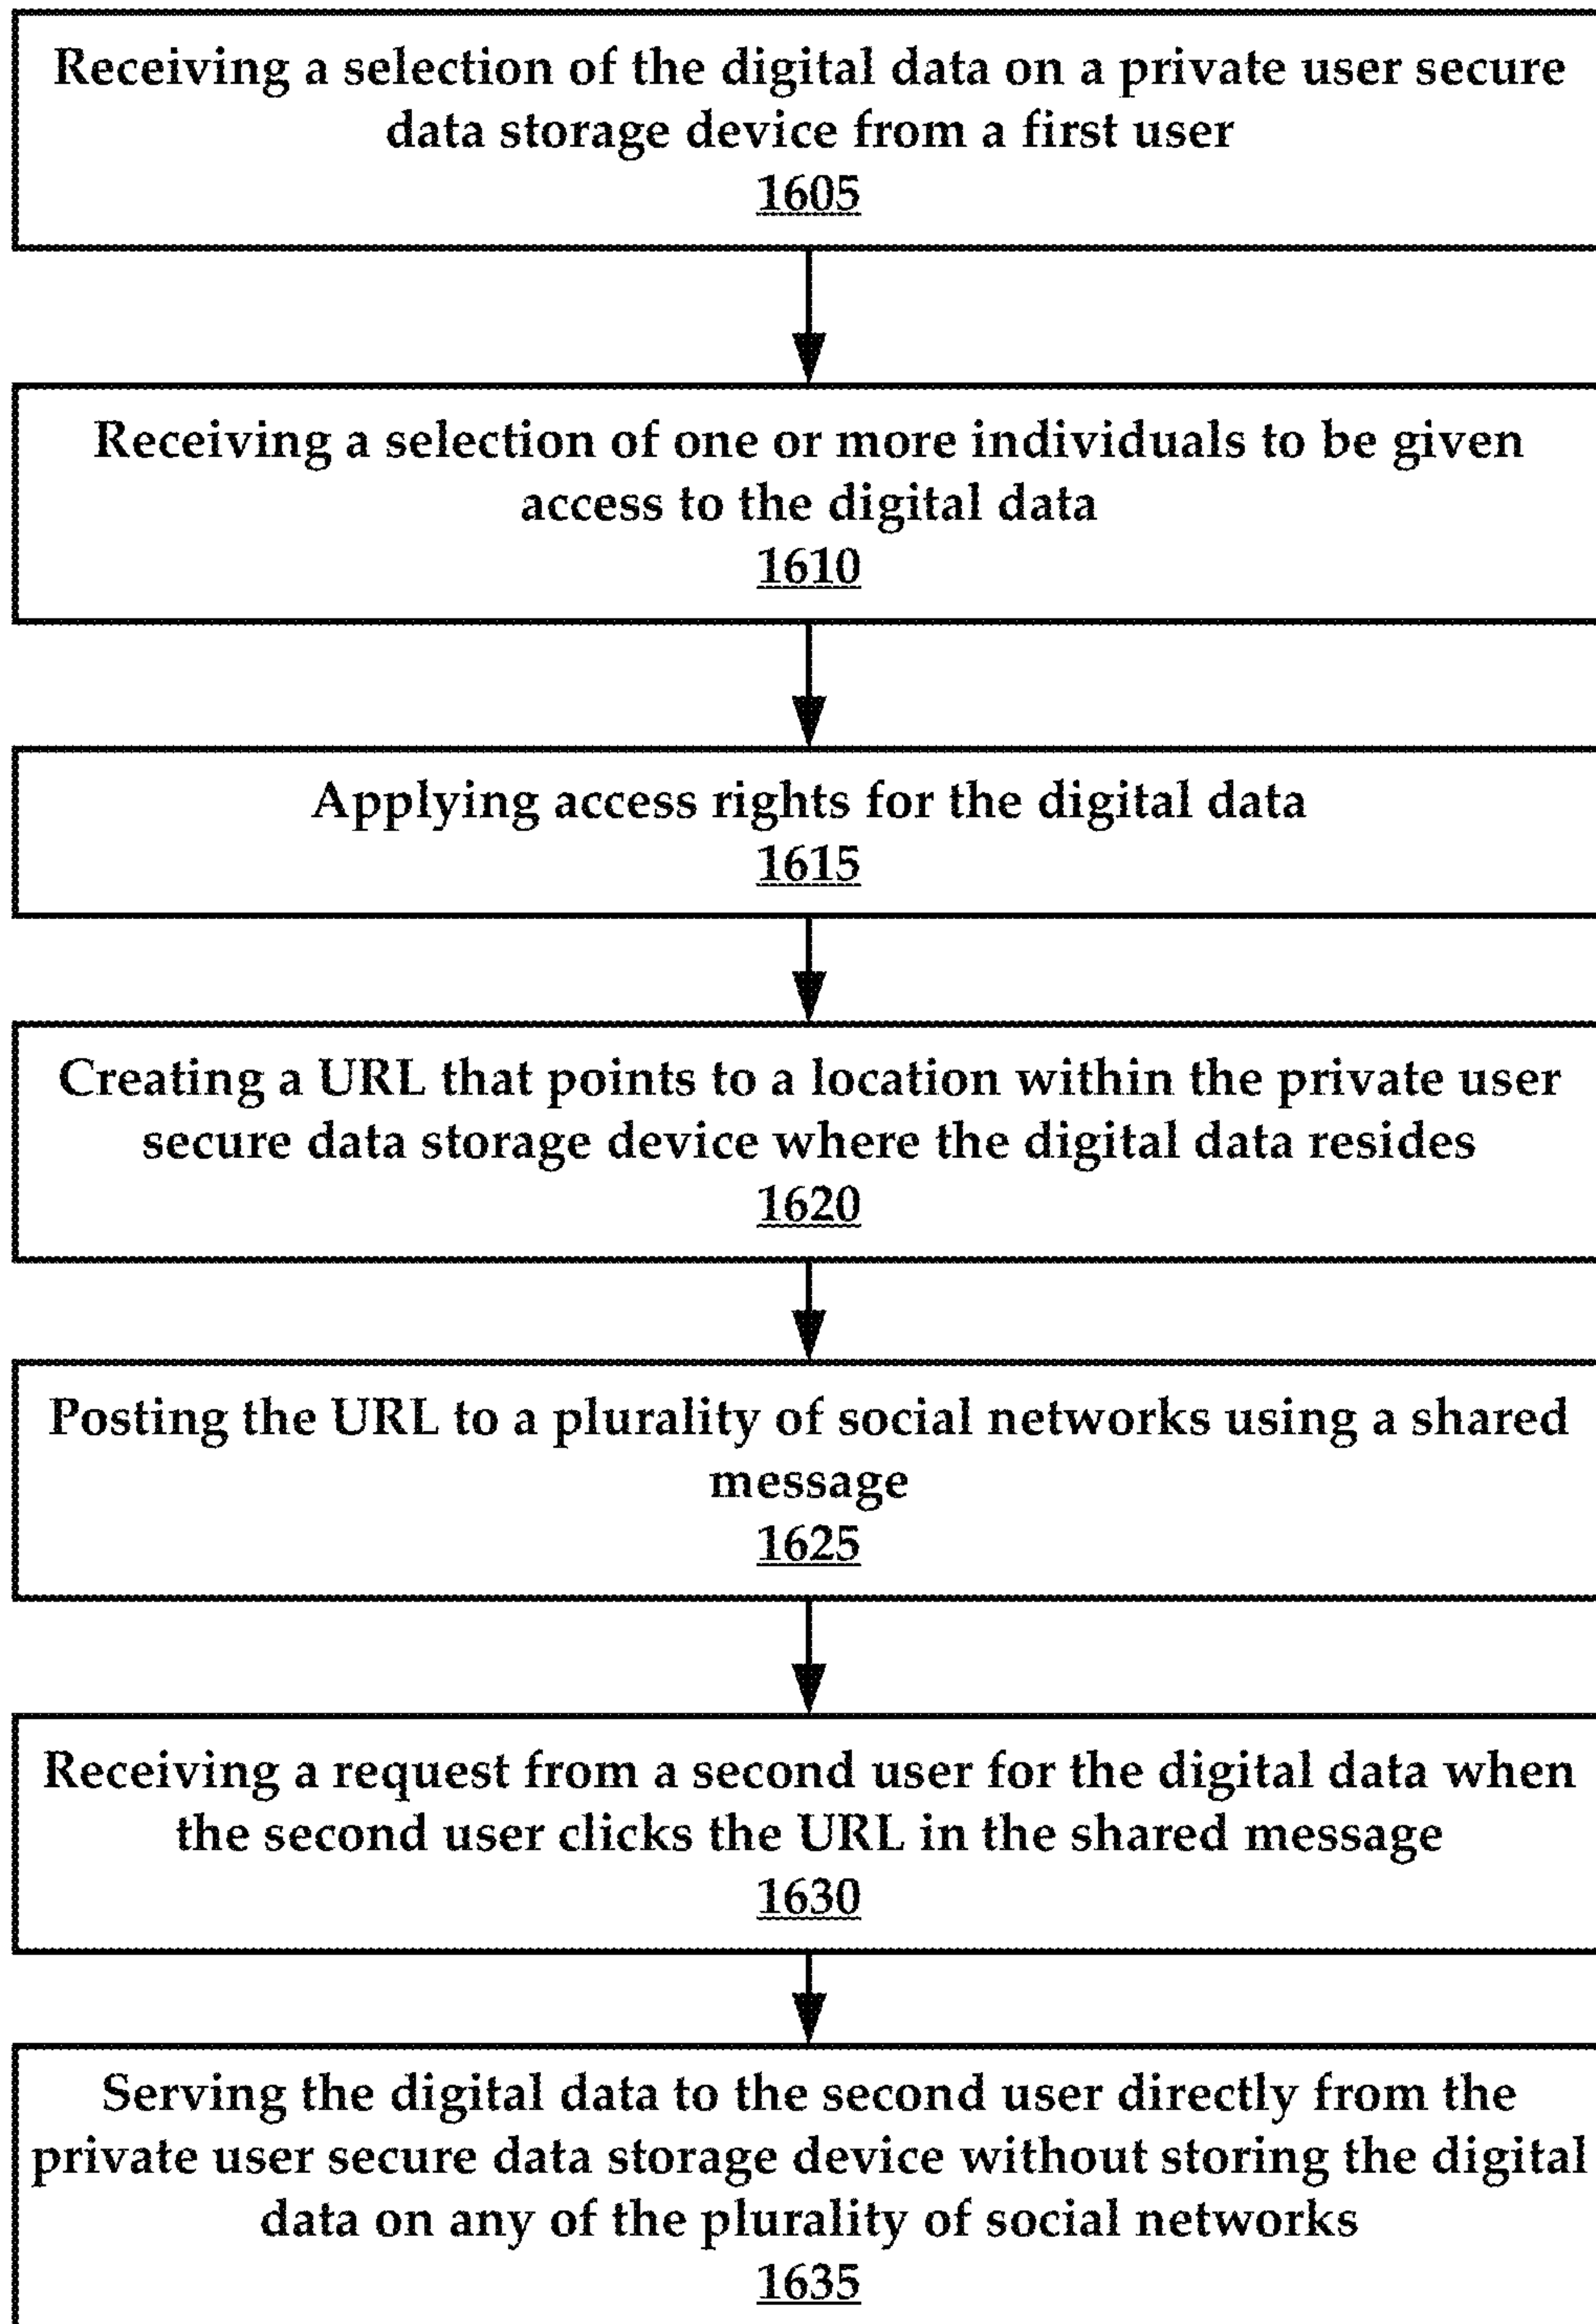 Receiving a selection of the digital data on a private user secure
data storage device from a first user
1605
Receiving a selection of one or more individuals to be given
access to the digital data
1610
Applying access rights for the digital data
1615
Creating a URL that points to a location within the private user
secure data storage device where the digital data resides
1620
Posting the URL to a plurality of social networks using a shared
message
1625
Receiving a request from a second user for the digital data when
the second user clicks the URL in the shared message
1630
Serving the digital data to the second user directly from the
private user secure data storage device without storing the digital
data on any of the plurality of social networks
1635